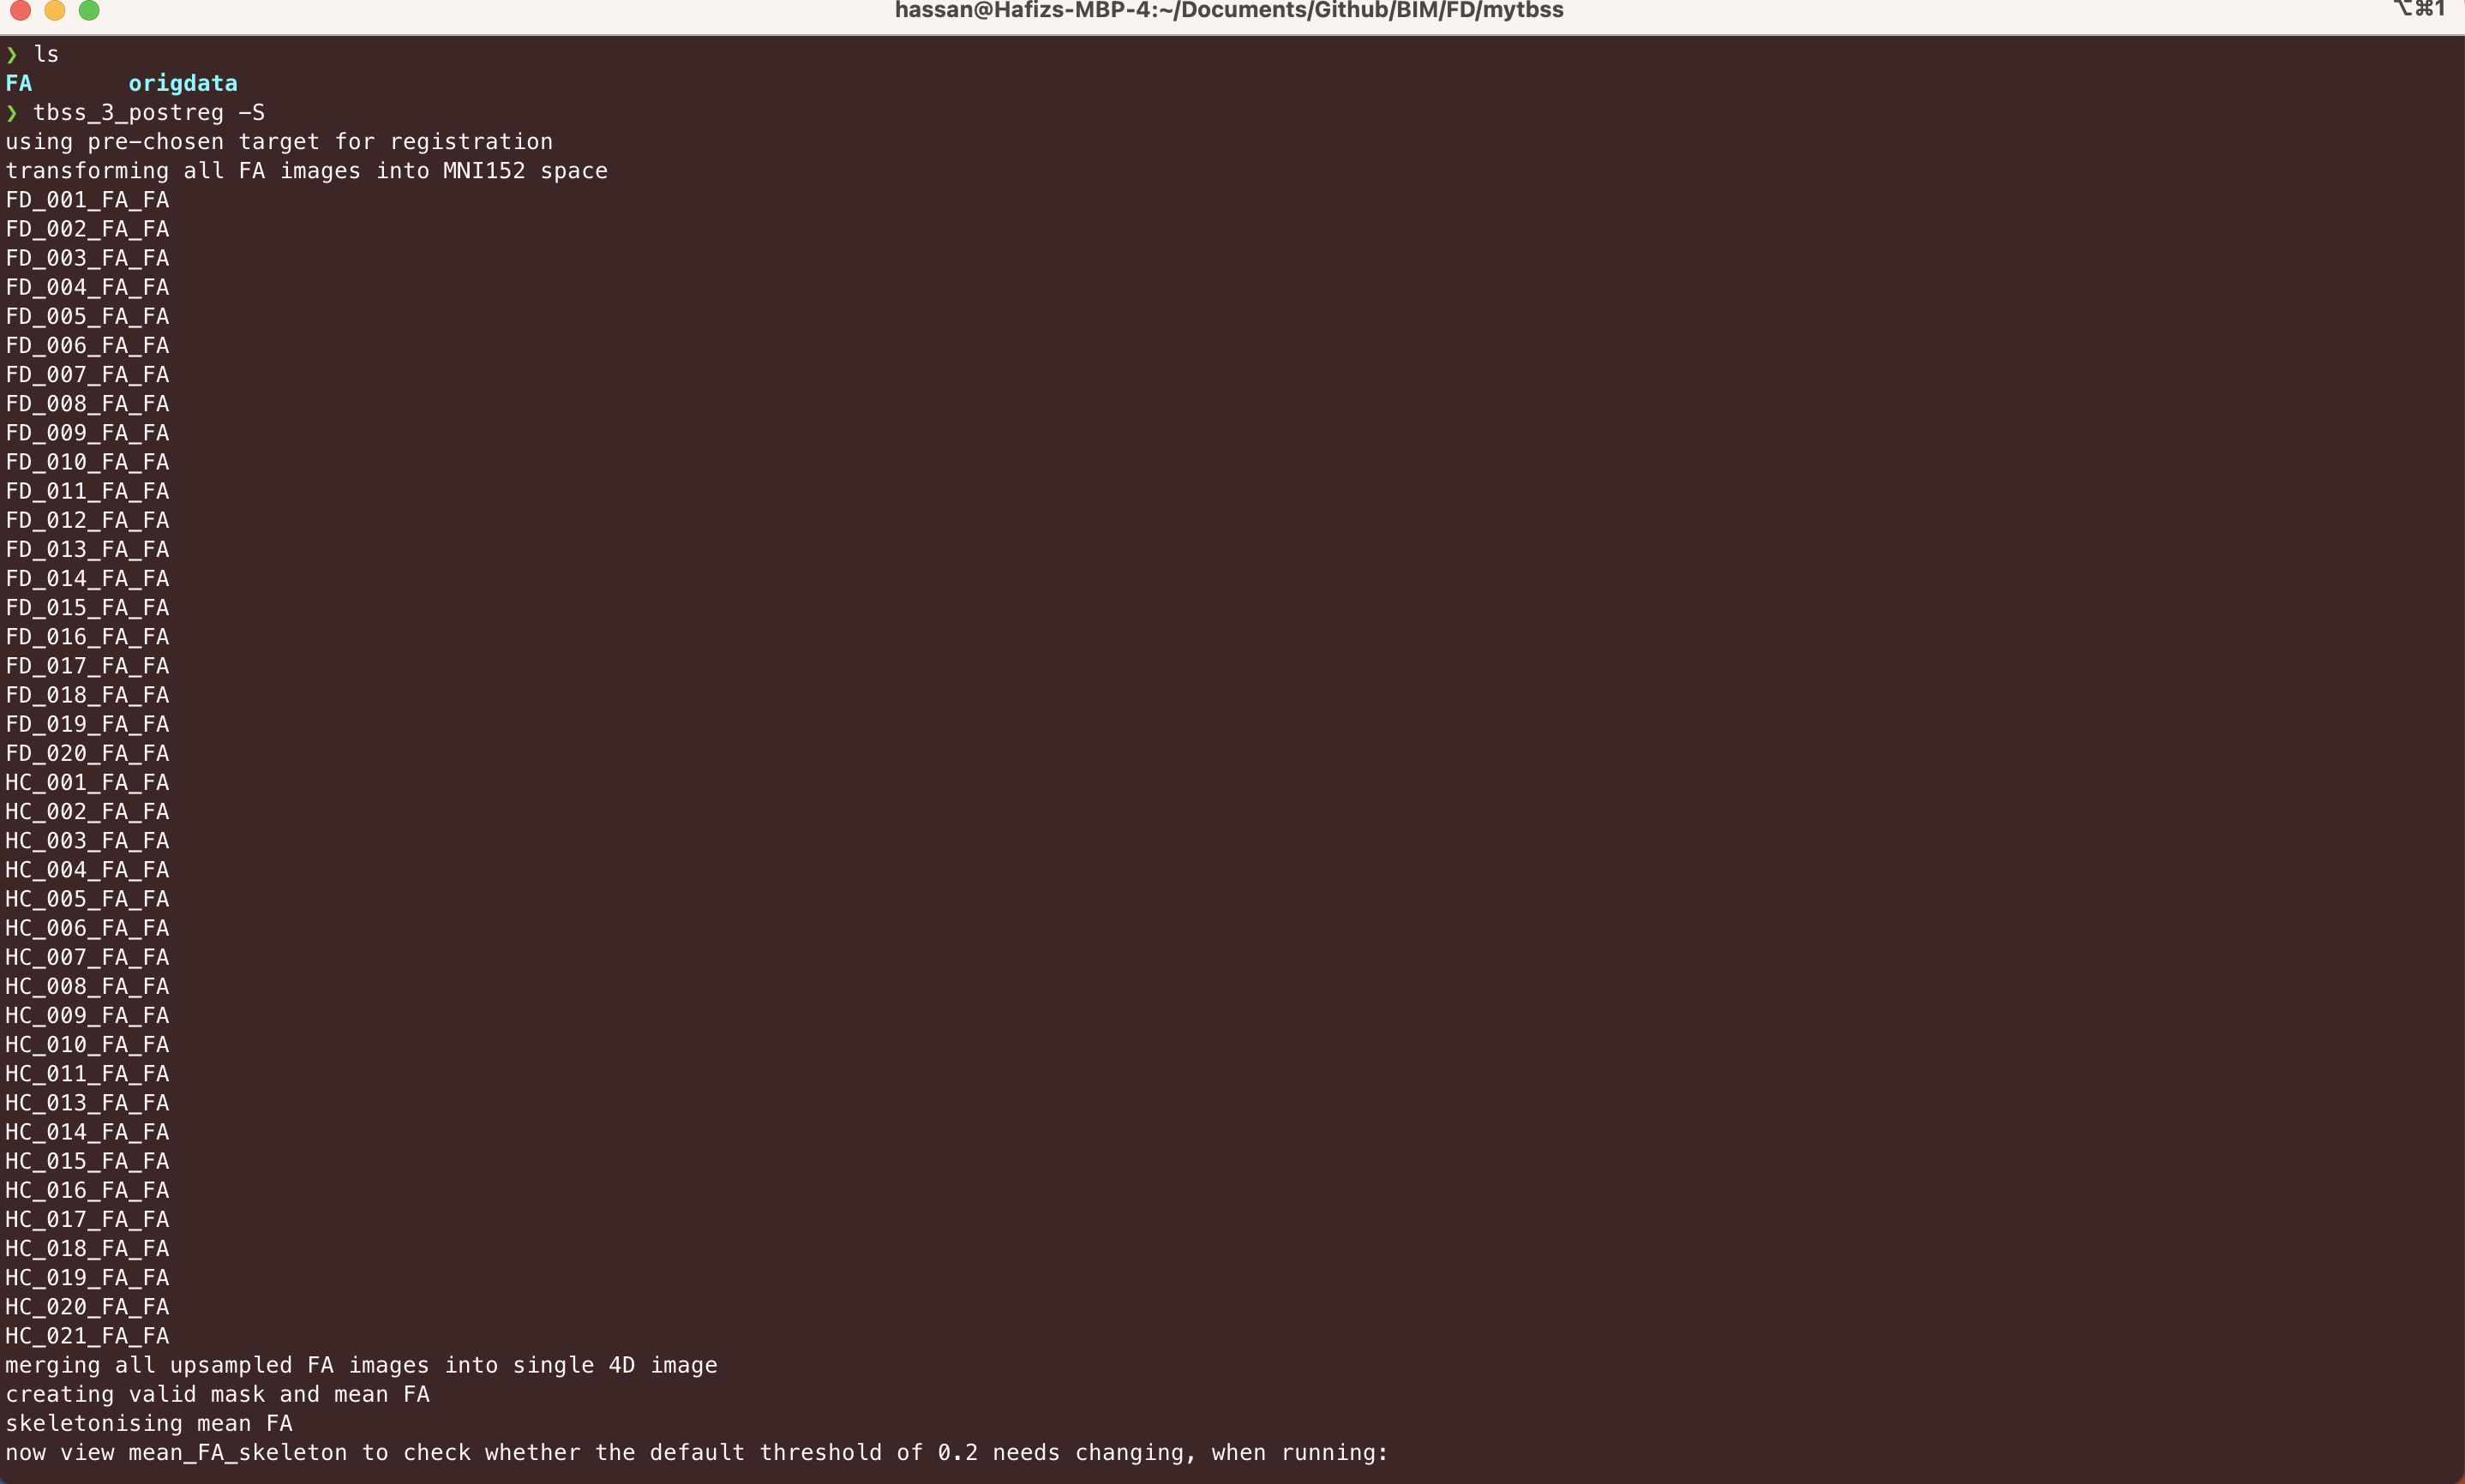 hassan@Hafizs-MBP-4:~/Documents/Github/BIM/FD/mytbss
⌥⌘1
❯ ls
FA origdata
❯ tbss_3_postreg -S
using pre-chosen target for registration
transforming all FA images into MNI152 space
FD_001_FA_FA
FD_002_FA_FA
FD_003_FA_FA
FD_004_FA_FA
FD_005_FA_FA
FD_006_FA_FA
FD_007_FA_FA
FD_008_FA_FA
FD_009_FA_FA
FD_010_FA_FA
FD_011_FA_FA
FD_012_FA_FA
FD_013_FA_FA
FD_014_FA_FA
FD_015_FA_FA
FD_016_FA_FA
FD_017_FA_FA
FD_018_FA_FA
FD_019_FA_FA
FD_020_FA_FA
HC_001_FA_FA
HC_002_FA_FA
HC_003_FA_FA
HC_004_FA_FA
HC_005_FA_FA
HC_006_FA_FA
HC_007_FA_FA
HC_008_FA_FA
HC_009_FA_FA
HC_010_FA_FA
HC_011_FA_FA
HC_013_FA_FA
HC_014_FA_FA
HC_015_FA_FA
HC_016_FA_FA
HC_017_FA_FA
HC_018_FA_FA
HC_019_FA_FA
HC_020_FA_FA
HC_021_FA_FA
merging all upsampled FA images into single 4D image
creating valid mask and mean FA
skeletonising mean FA
now view mean_FA_skeleton to check whether the default threshold of 0.2 needs changing, when running: